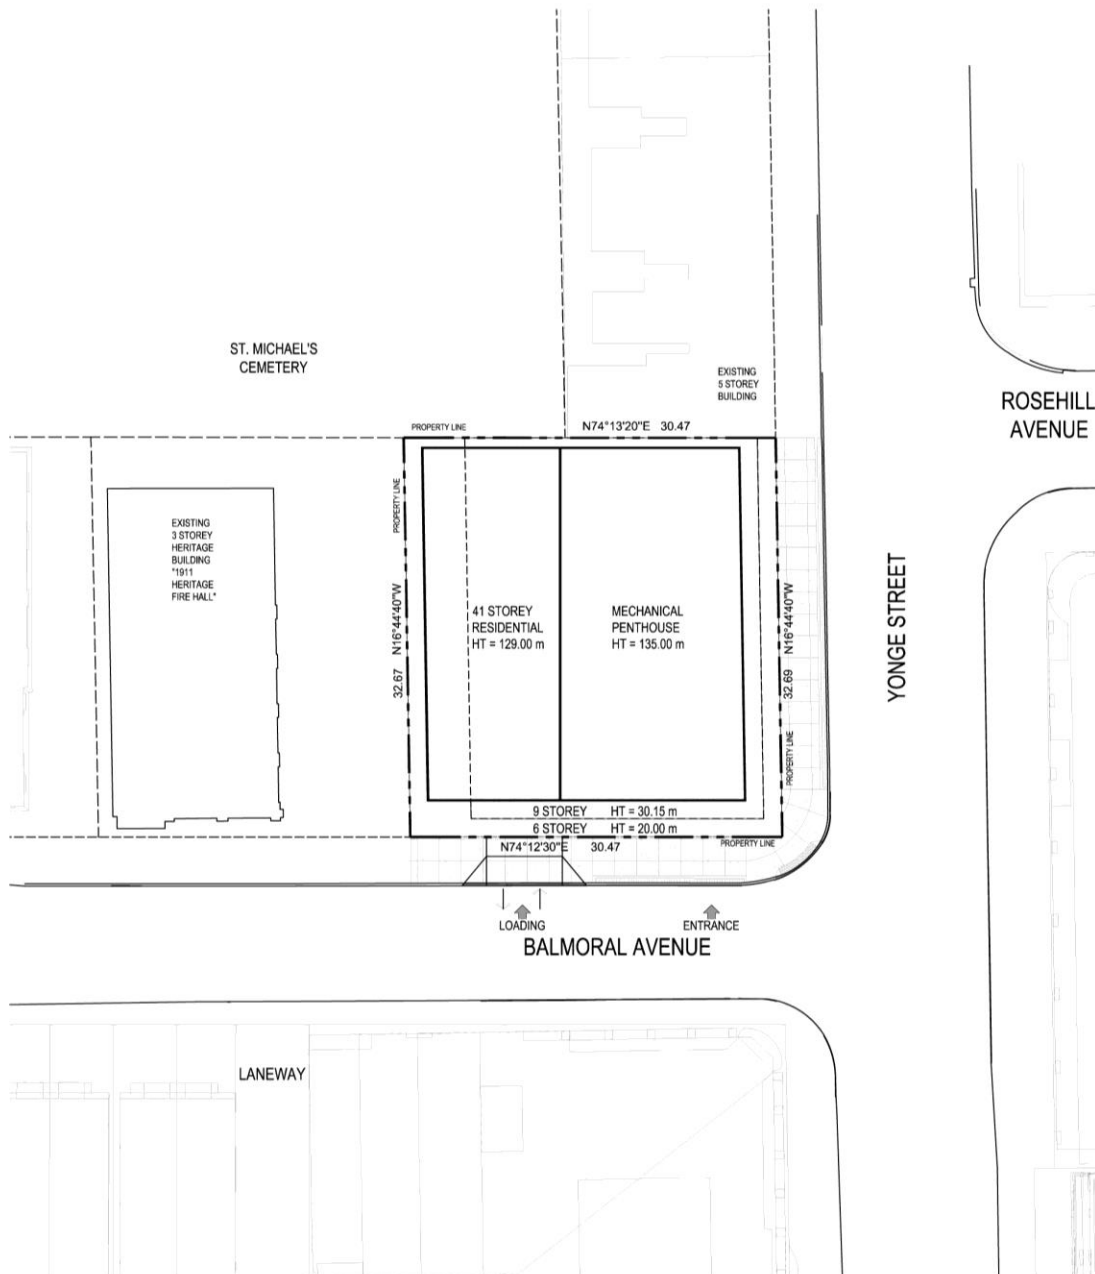 ST. MICHAEL'S
CEMETERY
EXISTING
5 STOREY
BUILDING
ROSEHILL
AVENUE
PROPERTY LINE
N74°13'20"E 30.47
PROPERTY LINE
EXISTING
3 STOREY
HERITAGE
BUILDING
"1911
HERITAGE
FIRE HALL"
32.67 N16°44'40"W
41 STOREY
RESIDENTIAL
HT = 129.00 m
MECHANICAL
PENTHOUSE
HT = 135.00 m
32.69 N16°44'40"W
YONGE STREET
PROPERTY LINE
9 STOREY HT = 30.15 m
6 STOREY HT = 20.00 m
N74°12'30"E 30.47
PROPERTY LINE
LOADING
ENTRANCE
BALMORAL AVENUE
LANEWAY